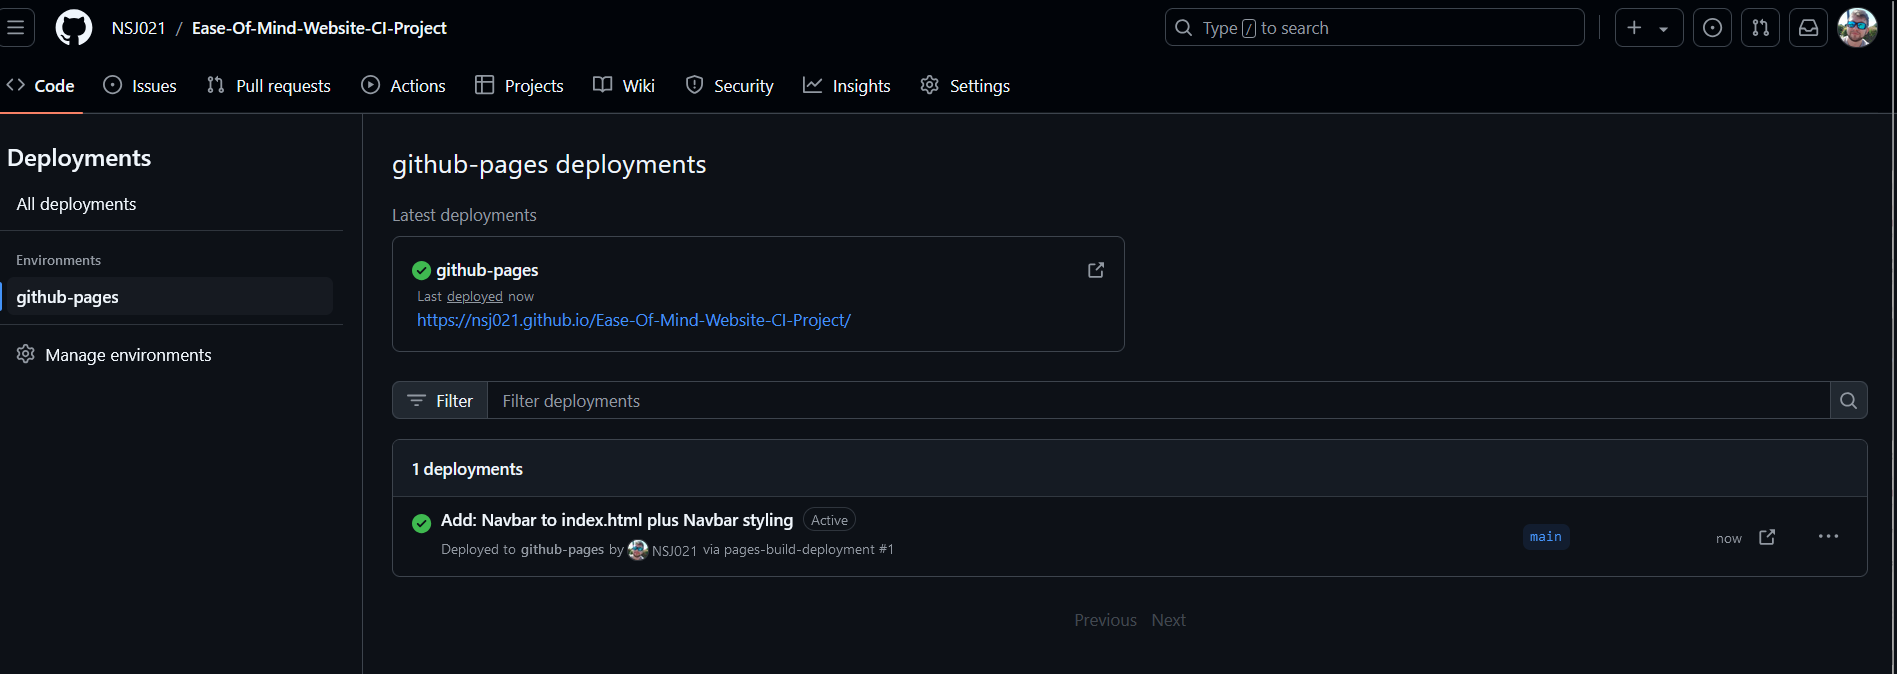 NSJ021 / Ease-Of-Mind-Website-CI-Project
Type / to search
Code Issues Pull requests Actions Projects Wiki Security Insights Settings
Deployments
All deployments
Environments
github-pages
Manage environments
github-pages deployments
Latest deployments
github-pages
Last deployed now
https://nsj021.github.io/Ease-Of-Mind-Website-CI-Project/
Filter Filter deployments
1 deployments
Add: Navbar to index.html plus Navbar styling Active
Deployed to github-pages by NSJ021 via pages-build-deployment #1
main now
Previous Next